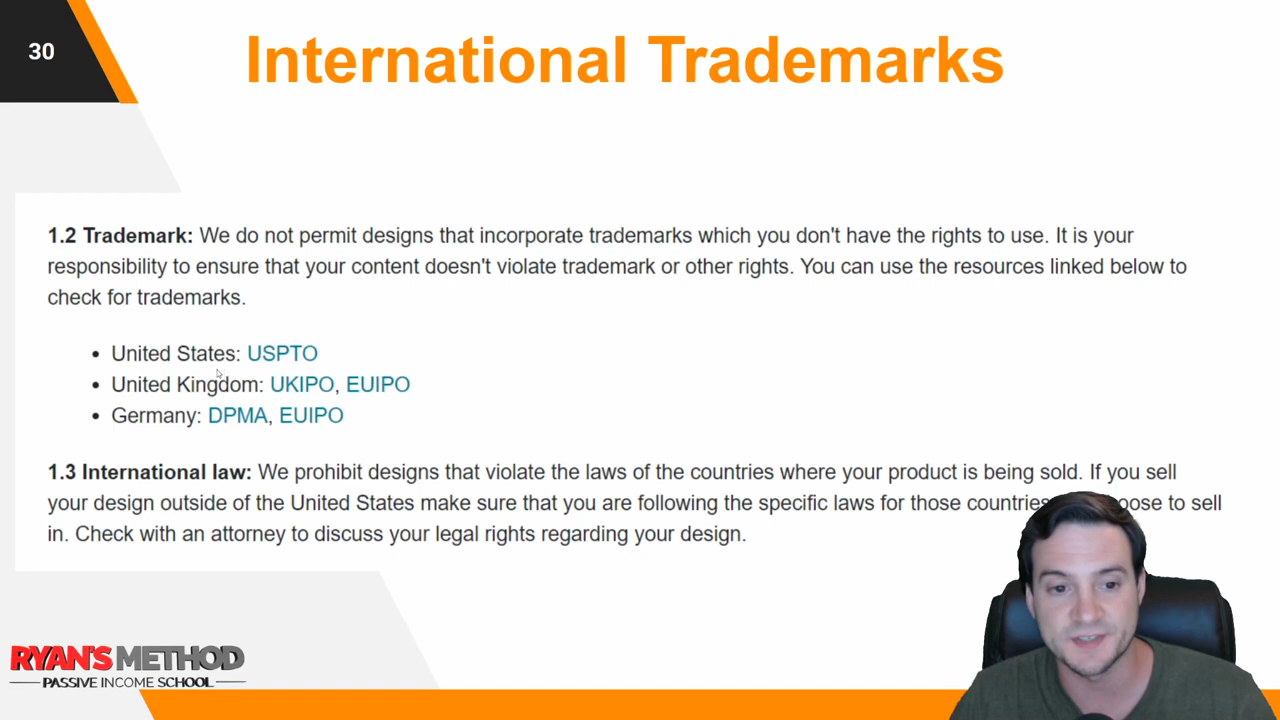 30
International Trademarks
1.2 Trademark: We do not permit designs that incorporate trademarks which you don't have the rights to use. It is your
responsibility to ensure that your content doesn't violate trademark or other rights. You can use the resources linked below to
check for trademarks.
• United States: USPTO
• United Kingdom: UKIPO, EUIPO
• Germany: DPMA, EUIPO
1.3 International law: We prohibit designs that violate the laws of the countries where your product is being sold. If you sell
your design outside of the United States make sure that you are following the specific laws for those countries to sell
in. Check with an attorney to discuss your legal rights regarding your design.
RYAN'S METHOD
PASSIVE INCOME SCHOOL